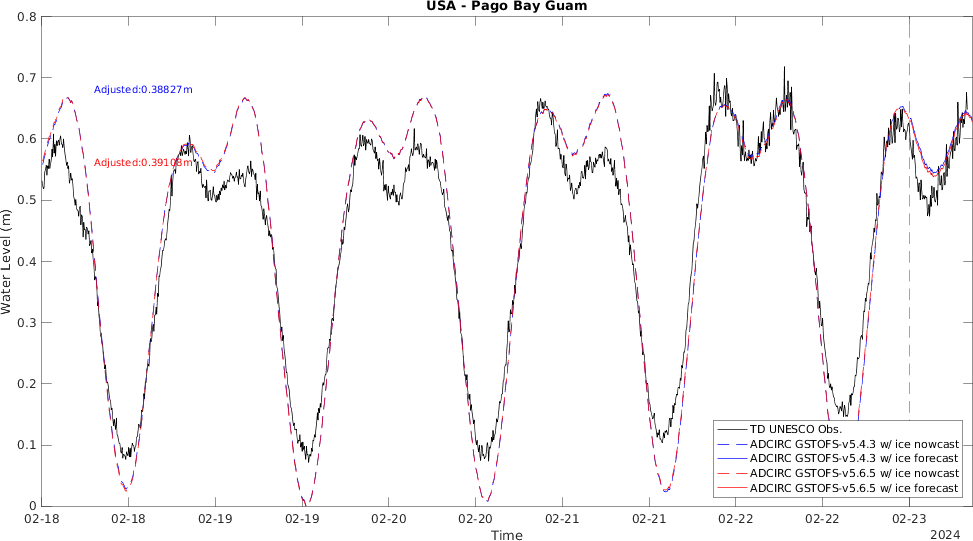 USA - Pago Bay Guam
0.8
0.7
0.6
0.5
0.4
0.3
0.2
0.1
0
Water Level (m)
Adjusted:0.38827m
Adjusted:0.39108m
TD UNESCO Obs.
ADCIRC GSTOFS-v5.4.3 w/ ice nowcast
ADCIRC GSTOFS-v5.4.3 w/ ice forecast
ADCIRC GSTOFS-v5.6.5 w/ ice nowcast
ADCIRC GSTOFS-v5.6.5 w/ ice forecast
02-18 02-18 02-19 02-19 02-20 02-20 02-21 02-21 02-22 02-22 02-23
Time
2024